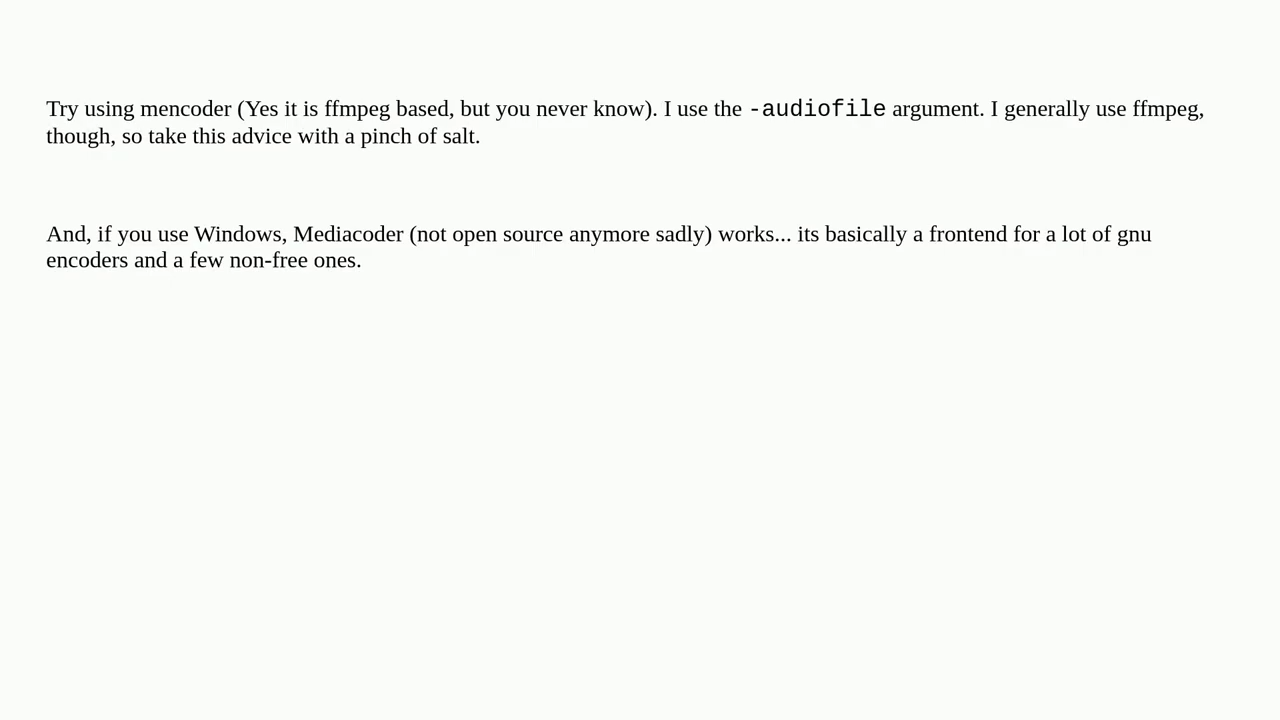 Try using mencoder (Yes it is ffmpeg based, but you never know). I use the -audiofile argument. I generally use ffmpeg,
though, so take this advice with a pinch of salt.
And, if you use Windows, Mediacoder (not open source anymore sadly) works... its basically a frontend for a lot of gnu
encoders and a few non-free ones.